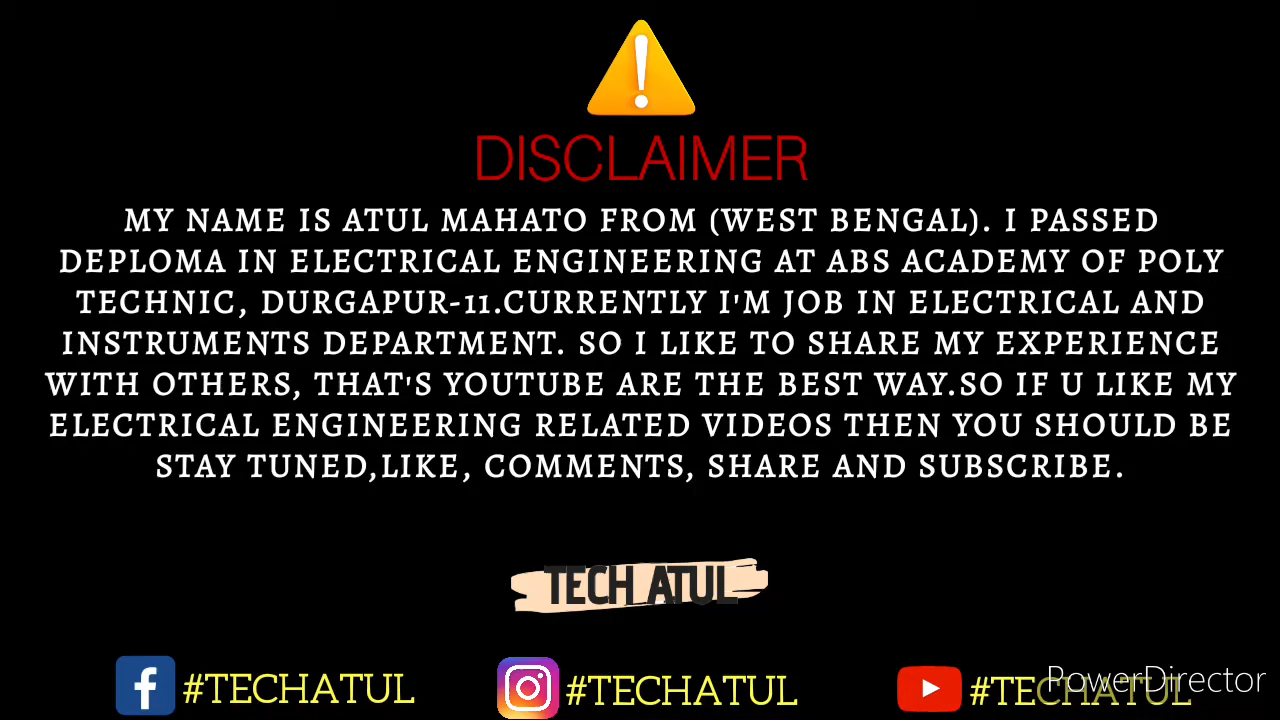 DISCLAIMER
MY NAME IS ATUL MAHATO FROM (WEST BENGAL). I PASSED
DEPLOMA IN ELECTRICAL ENGINEERING AT ABS ACADEMY OF POLY
TECHNIC, DURGAPUR-11.CURRENTLY I'M JOB IN ELECTRICAL AND
INSTRUMENTS DEPARTMENT. SO I LIKE TO SHARE MY EXPERIENCE
WITH OTHERS, THAT'S YOUTUBE ARE THE BEST WAY.SO IF U LIKE MY
ELECTRICAL ENGINEERING RELATED VIDEOS THEN YOU SHOULD BE
STAY TUNED,LIKE, COMMENTS, SHARE AND SUBSCRIBE.
TECH ATUL
#TECHATUL #TECHATUL #TECHATUL
PowerDirector